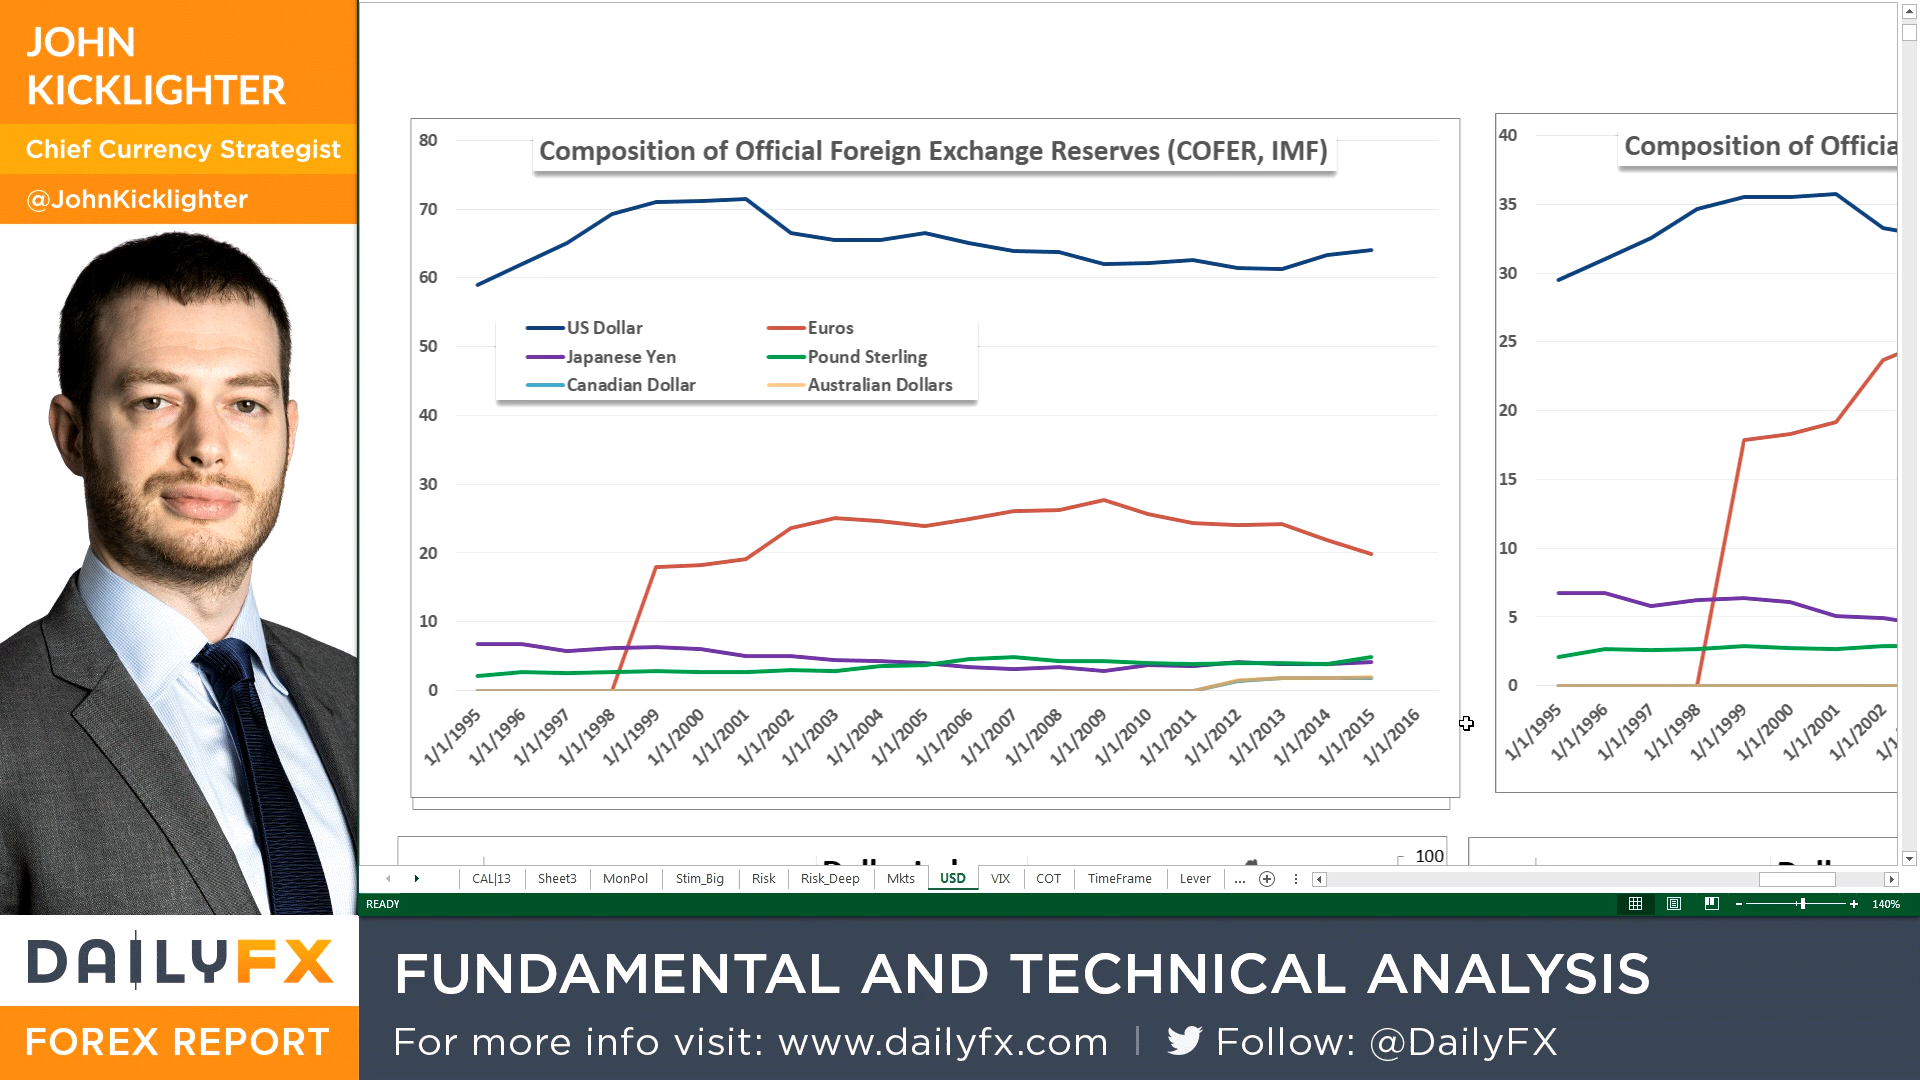 JOHN
KICKLIGHTER
Chief Currency Strategist
@JohnKicklighter
80
Composition of Official Foreign Exchange Reserves (COFER, IMF)
70
60
US Dollar
Euros
50
Japanese Yen
Pound Sterling
Canadian Dollar
Australian Dollars
40
30
20
10
0
1/1/1995
1/1/1996
1/1/1997
1/1/1998
1/1/1999
1/1/2000
1/1/2001
1/1/2002
1/1/2003
1/1/2004
1/1/2005
1/1/2006
1/1/2007
1/1/2008
1/1/2009
1/1/2010
1/1/2011
1/1/2012
1/1/2013
1/1/2014
1/1/2015
1/1/2016
40
Composition of Officia
35
30
25
20
15
10
5
0
1/1/1995
1/1/1996
1/1/1997
1/1/1998
1/1/1999
1/1/2000
1/1/2001
1/1/2002
100
CAL|13 Sheet3 MonPol Stim_Big Risk Risk_Deep Mkts USD VIX COT TimeFrame Lever ...
READY
140%
DAILYFX
FOREX REPORT
FUNDAMENTAL AND TECHNICAL ANALYSIS
For more info visit: www.dailyfx.com | Follow: @DailyFX